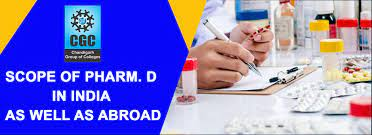 CGC
Chandigarh
Group of Colleges
SCOPE OF PHARM. D
IN INDIA
AS WELL AS ABROAD